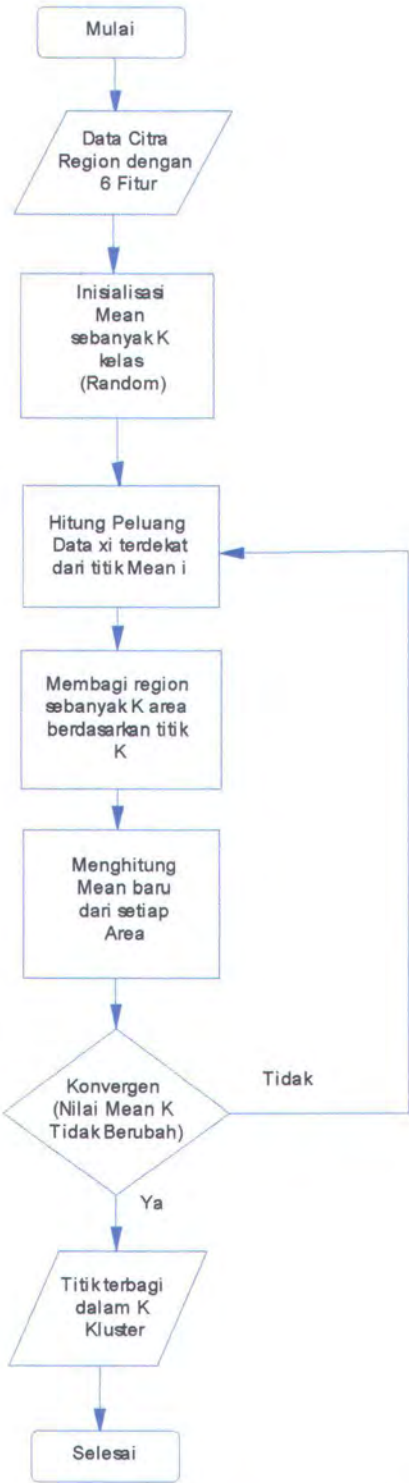 Mulai
Data Citra
Region dengan
6 Fitur
Inisialisasi
Mean
sebanyak K
kelas
(Random)
Hitung Peluang
Data xi terdekat
dari titik Mean i
Membagi region
sebanyak K area
berdasarkan titik
K
Menghitung
Mean baru
dari setiap
Area
Konvergen
(Nilai Mean K
Tidak Berubah)
Tidak
Ya
Titik terbagi
dalam K
Kluster
Selesai